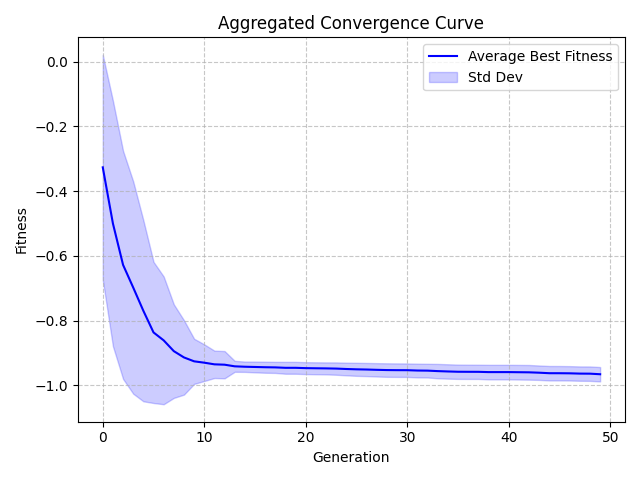 Aggregated Convergence Curve
Average Best Fitness
Std Dev
Fitness
0.0
−0.2
−0.4
−0.6
−0.8
−1.0
0 10 20 30 40 50
Generation